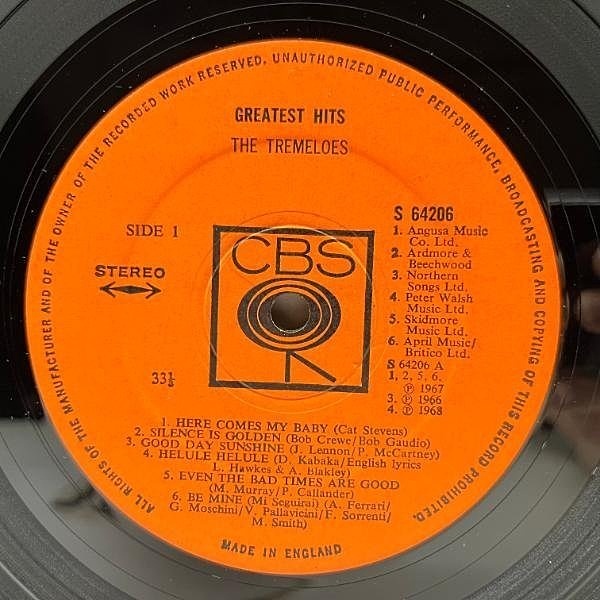 ALL RIGHTS OF THE MANUFACTURER AND OF THE OWNER OF THE RECORDED WORK RESERVED. UNAUTHORIZED PUBLIC PERFORMANCE, BROADCASTING AND COPYING OF THIS RECORD PROHIBITED.
GREATEST HITS
THE TREMELOES
SIDE 1
STEREO
33⅓
CBS
S 64206
1. Angusa Music
Co. Ltd.
2. Ardmore &
Beechwood
3. Northern
Songs Ltd.
4. Peter Walsh
Music Ltd.
5. Skidmore
Music Ltd.
6. April Music/
Britico Ltd.
S 64206 A
1, 2, 5, 6.
℗ 1967
3. ℗ 1966
4. ℗ 1968
1. HERE COMES MY BABY (Cat Stevens)
2. SILENCE IS GOLDEN (Bob Crewe/Bob Gaudio)
3. GOOD DAY SUNSHINE (J. Lennon/P. McCartney)
4. HELULE HELULE (D. Kabaka/English lyrics
L. Hawkes & A. Blakley)
5. EVEN THE BAD TIMES ARE GOOD
(M. Murray/P. Callander)
6. BE MINE (Mi Seguirai) (A. Ferrari/
G. Moschini/V. Pallavicini/F. Sorrenti/
M. Smith)
MADE IN ENGLAND